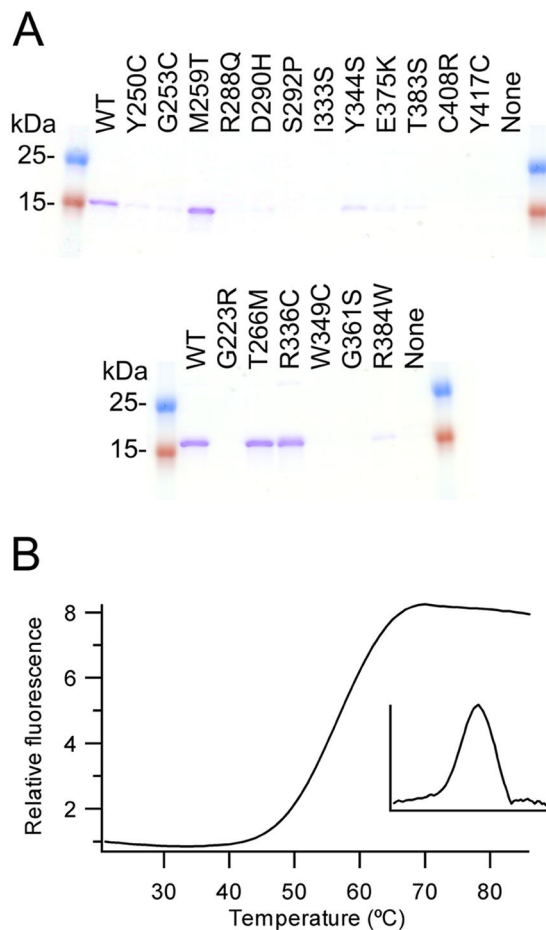 A
kDa WT Y250C G253C M259T R288Q D290H S292P I333S Y344S E375K T383S C408R Y417C None
25-
15-
kDa WT G223R T266M R336C W349C G361S R384W None
25-
15-
B
Relative fluorescence
8
6
4
2
30 40 50 60 70 80
Temperature (ºC)